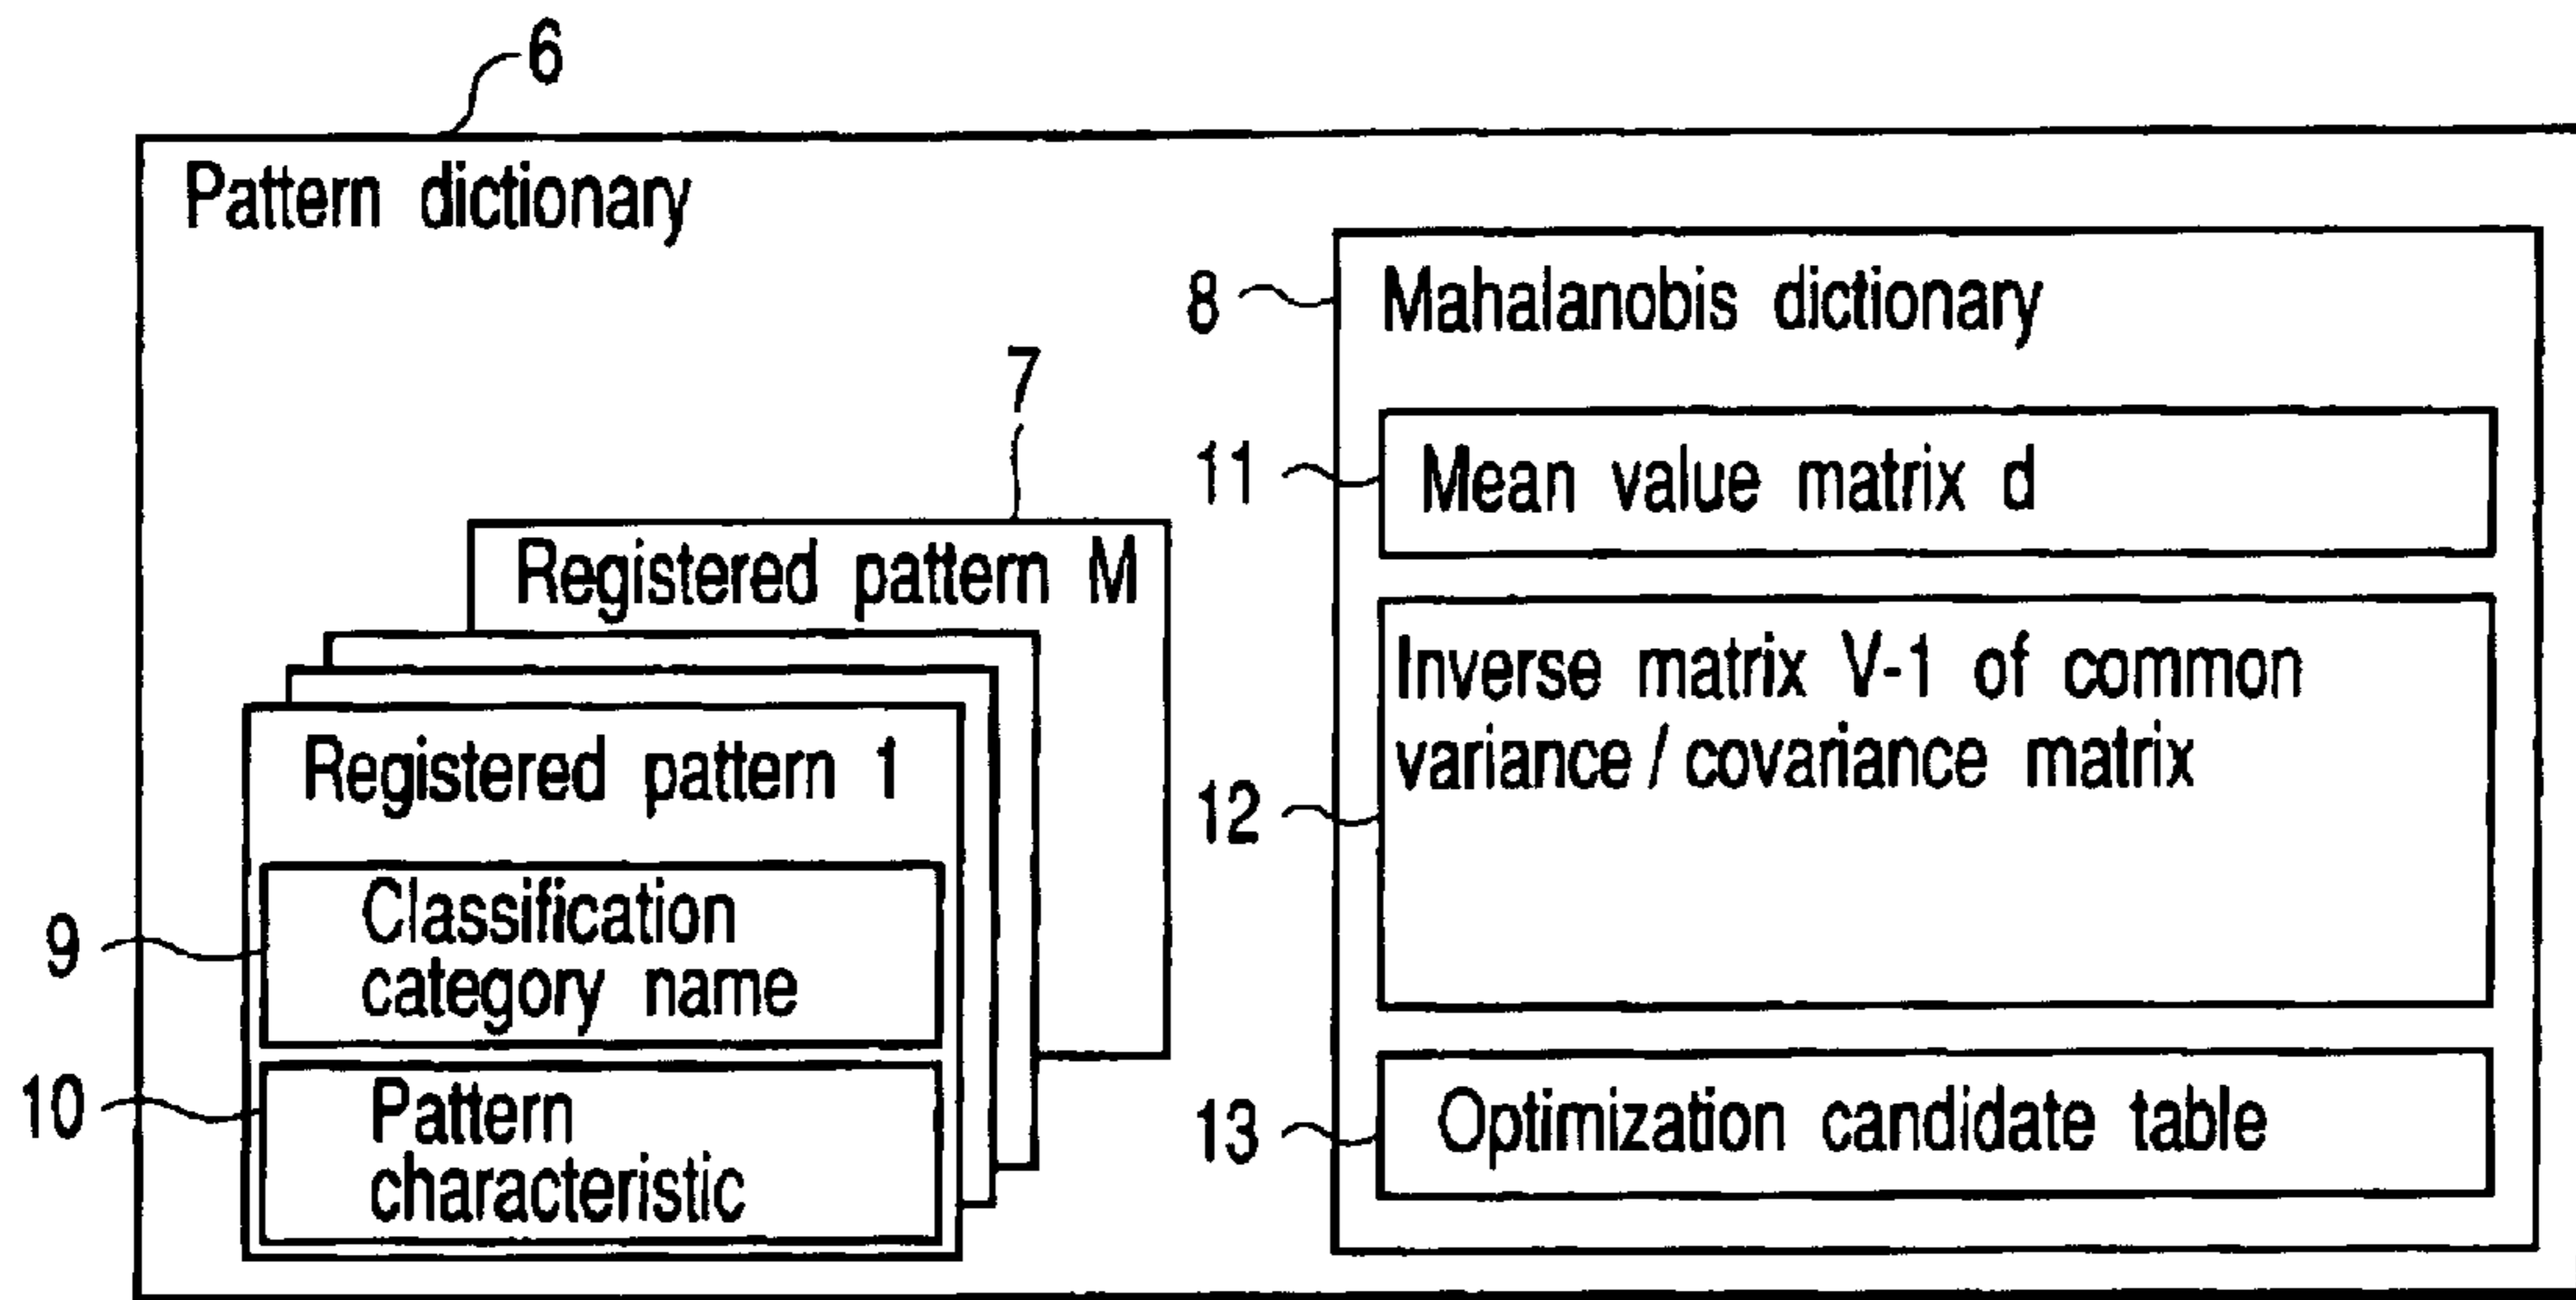 6
Pattern dictionary
8
Mahalanobis dictionary
7
11
Mean value matrix d
Registered pattern M
Inverse matrix V-1 of common
variance / covariance matrix
12
Registered pattern 1
9
Classification
category name
10
Pattern
characteristic
13
Optimization candidate table